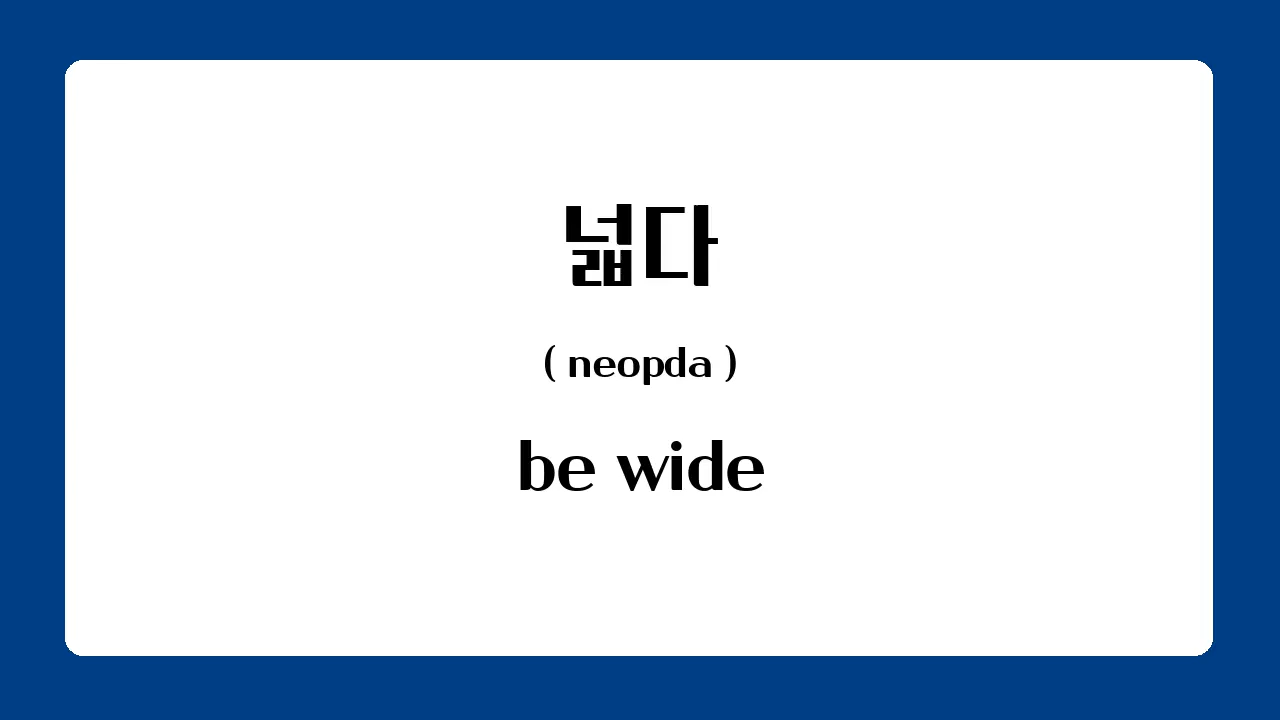 넓다
( neopda )
be wide